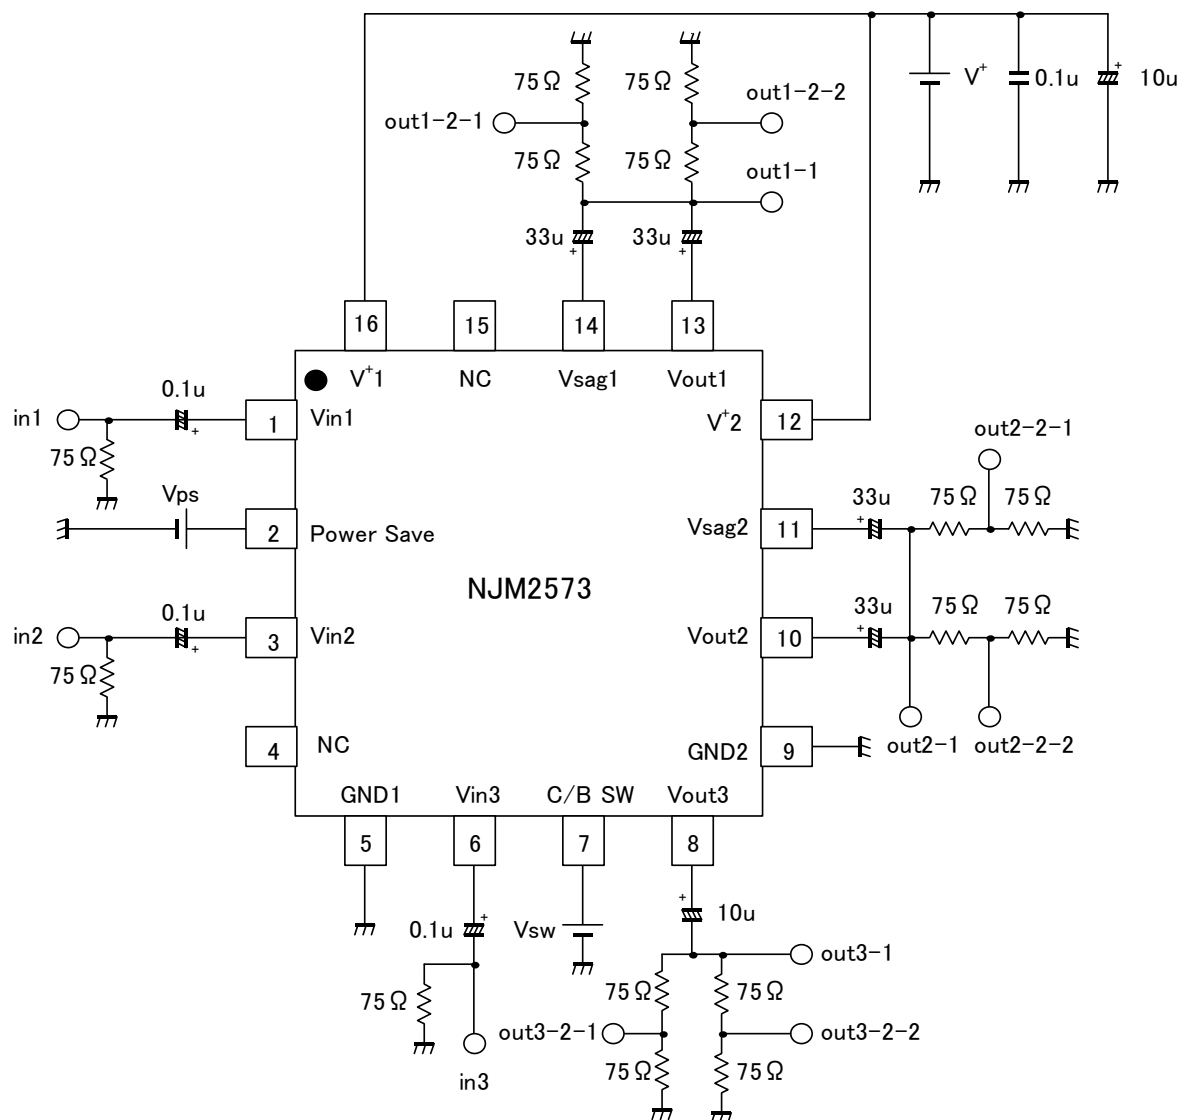 75Ω
75Ω
out1-2-2
V+
0.1u
10u
out1-2-1
75Ω
75Ω
out1-1
33u
33u
16
15
14
13
V+1
NC
Vsag1
Vout1
in1
0.1u
1
Vin1
V+2
12
75Ω
out2-2-1
Vps
33u
75Ω
75Ω
2
Power Save
Vsag2
11
NJM2573
in2
0.1u
3
Vin2
Vout2
10
33u
75Ω
75Ω
75Ω
4
NC
GND2
9
out2-1
out2-2-2
GND1
Vin3
C/B SW
Vout3
5
6
7
8
0.1u
Vsw
10u
out3-1
75Ω
75Ω
75Ω
out3-2-1
out3-2-2
in3
75Ω
75Ω